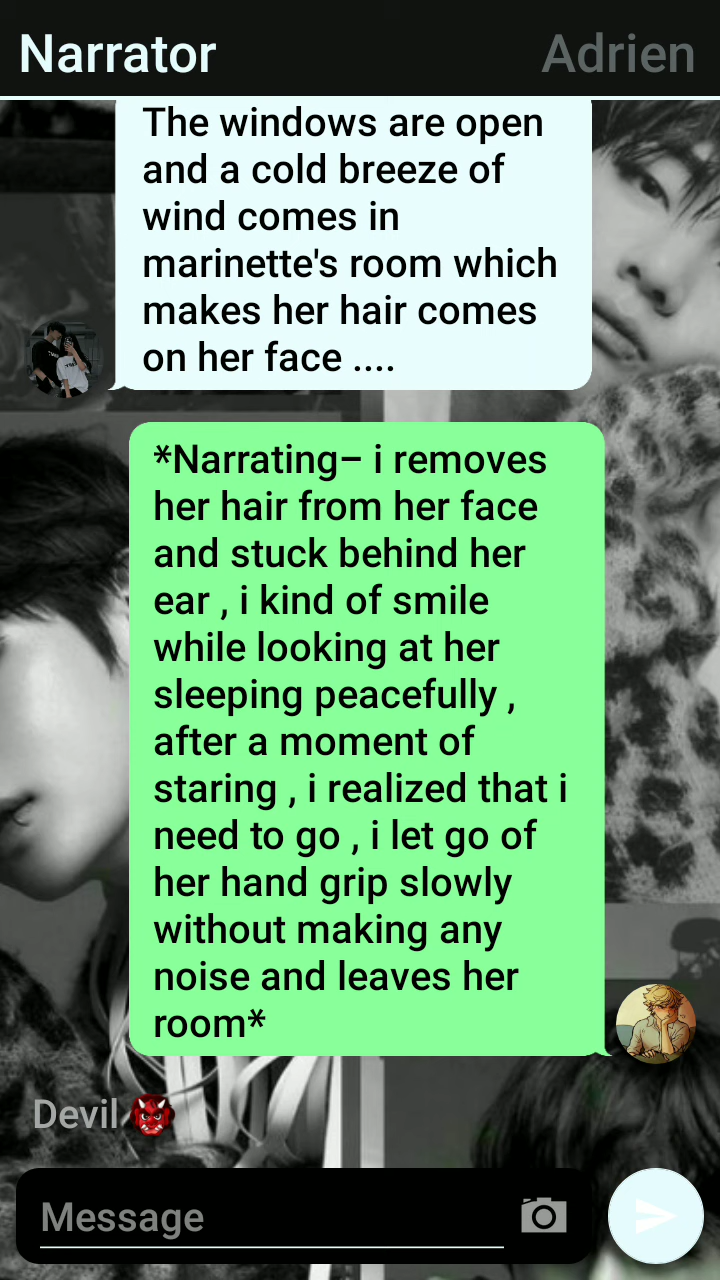 Narrator
Adrien
The windows are open
and a cold breeze of
wind comes in
marinette's room which
makes her hair comes
on her face ....
*Narrating– i removes
her hair from her face
and stuck behind her
ear , i kind of smile
while looking at her
sleeping peacefully ,
after a moment of
staring , i realized that i
need to go , i let go of
her hand grip slowly
without making any
noise and leaves her
room*
Devil👹
Message